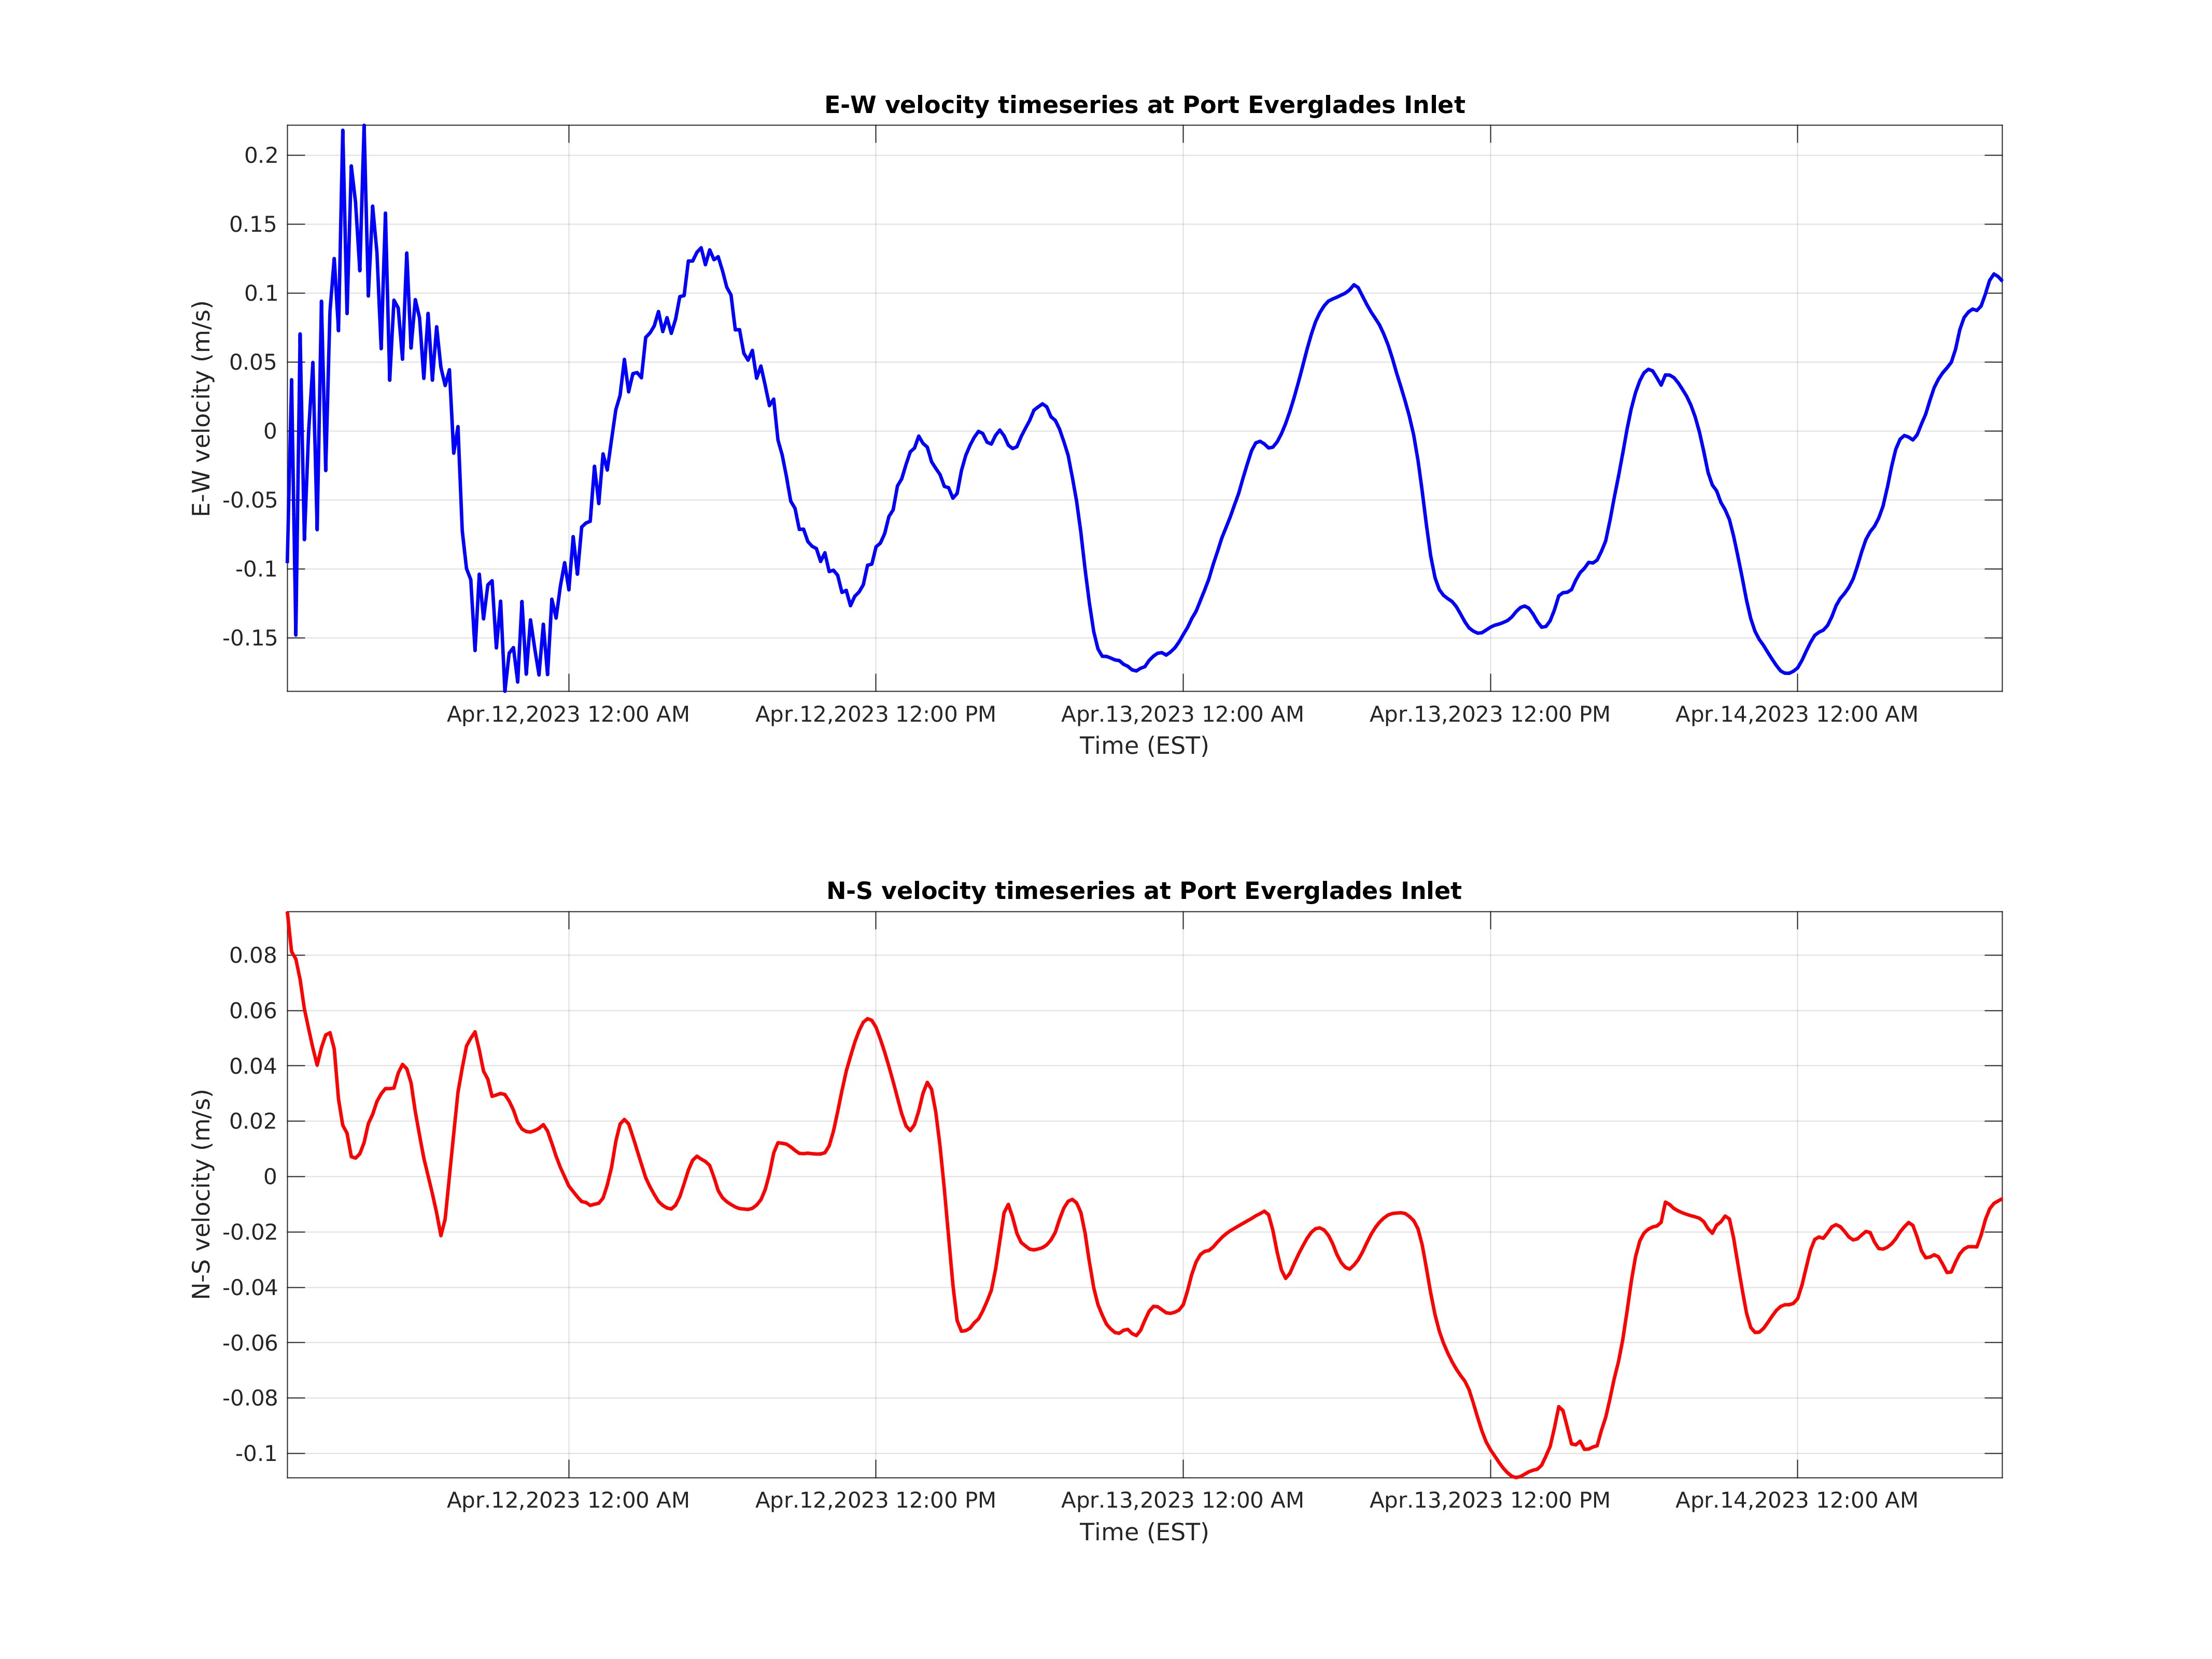 E-W velocity timeseries at Port Everglades Inlet
0.2
0.15
0.1
0.05
0
-0.05
-0.1
-0.15
E-W velocity (m/s)
Apr.12,2023 12:00 AM Apr.12,2023 12:00 PM Apr.13,2023 12:00 AM Apr.13,2023 12:00 PM Apr.14,2023 12:00 AM
Time (EST)
N-S velocity timeseries at Port Everglades Inlet
0.08
0.06
0.04
0.02
0
-0.02
-0.04
-0.06
-0.08
-0.1
N-S velocity (m/s)
Apr.12,2023 12:00 AM Apr.12,2023 12:00 PM Apr.13,2023 12:00 AM Apr.13,2023 12:00 PM Apr.14,2023 12:00 AM
Time (EST)